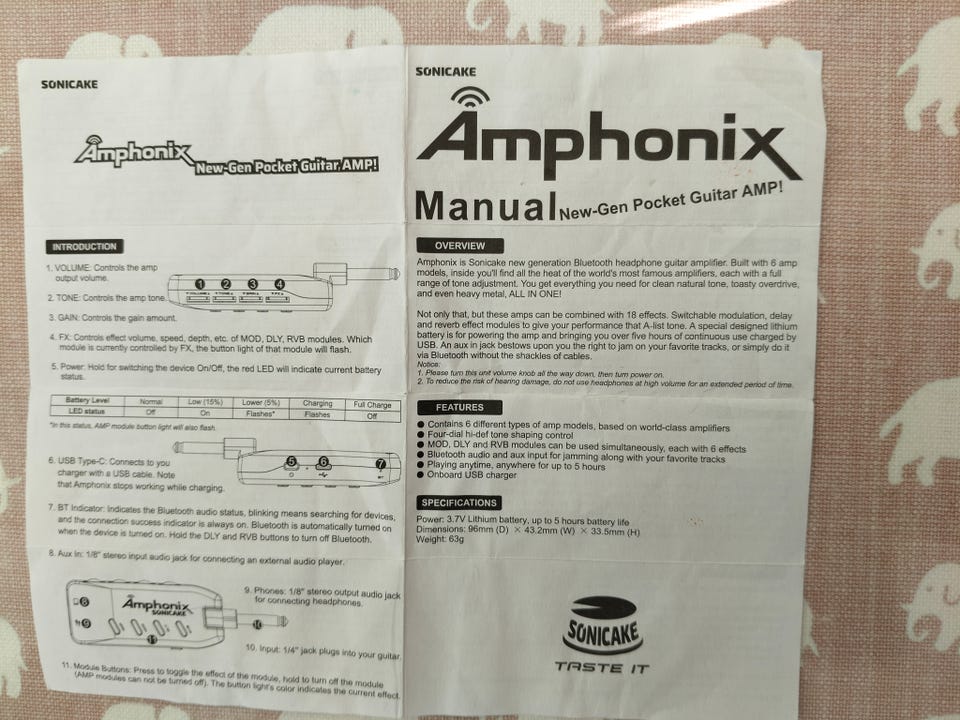 SONICAKE
Amphonix
New-Gen Pocket Guitar AMP!
INTRODUCTION
1. VOLUME: Controls the amp
output volume.
2. TONE: Controls the amp tone.
3. GAIN: Controls the gain amount.
4. FX: Controls effect volume, speed, depth, etc. of MOD, DLY, RVB modules. Which
module is currently controlled by FX, the button light of that module will flash.
5. Power: Hold for switching the device On/Off, the red LED will indicate current battery
status.
1 2 3 4
Battery Level Normal Low (15%) Lower (5%) Charging Full Charge
LED status Off On Flashes* Flashes Off
*In this status, AMP module button light will also flash.
6. USB Type-C: Connects to you
charger with a USB cable. Note
that Amphonix stops working while charging.
5 6 7
7. BT Indicator: Indicates the Bluetooth audio status, blinking means searching for devices,
and the connection success indicator is always on. Bluetooth is automatically turned on
when the device is turned on. Hold the DLY and RVB buttons to turn off Bluetooth.
8. Aux In: 1/8" stereo input audio jack for connecting an external audio player.
8
9
Amphonix
SONICAKE
10
11
9. Phones: 1/8" stereo output audio jack
for connecting headphones.
10. Input: 1/4" jack plugs into your guitar.
11. Module Buttons: Press to toggle the effect of the module, hold to turn off the module
(AMP modules can not be turned off). The button light's color indicates the current effect.
SONICAKE
Amphonix
Manual New-Gen Pocket Guitar AMP!
OVERVIEW
Amphonix is Sonicake new generation Bluetooth headphone guitar amplifier. Built with 6 amp
models, inside you'll find all the heat of the world's most famous amplifiers, each with a full
range of tone adjustment. You get everything you need for clean natural tone, toasty overdrive,
and even heavy metal, ALL IN ONE!
Not only that, but these amps can be combined with 18 effects. Switchable modulation, delay
and reverb effect modules to give your performance that A-list tone. A special designed lithium
battery is for powering the amp and bringing you over five hours of continuous use charged by
USB. An aux in jack bestows upon you the right to jam on your favorite tracks, or simply do it
via Bluetooth without the shackles of cables.
Notice:
1. Please turn this unit volume knob all the way down, then turn power on.
2. To reduce the risk of hearing damage, do not use headphones at high volume for an extended period of time.
FEATURES
● Contains 6 different types of amp models, based on world-class amplifiers
● Four-dial hi-def tone shaping control
● MOD, DLY and RVB modules can be used simultaneously, each with 6 effects
● Bluetooth audio and aux input for jamming along with your favorite tracks
● Playing anytime, anywhere for up to 5 hours
● Onboard USB charger
SPECIFICATIONS
Power: 3.7V Lithium battery, up to 5 hours battery life
Dimensions: 96mm (D) × 43.2mm (W) × 33.5mm (H)
Weight: 63g
SONICAKE
TASTE IT